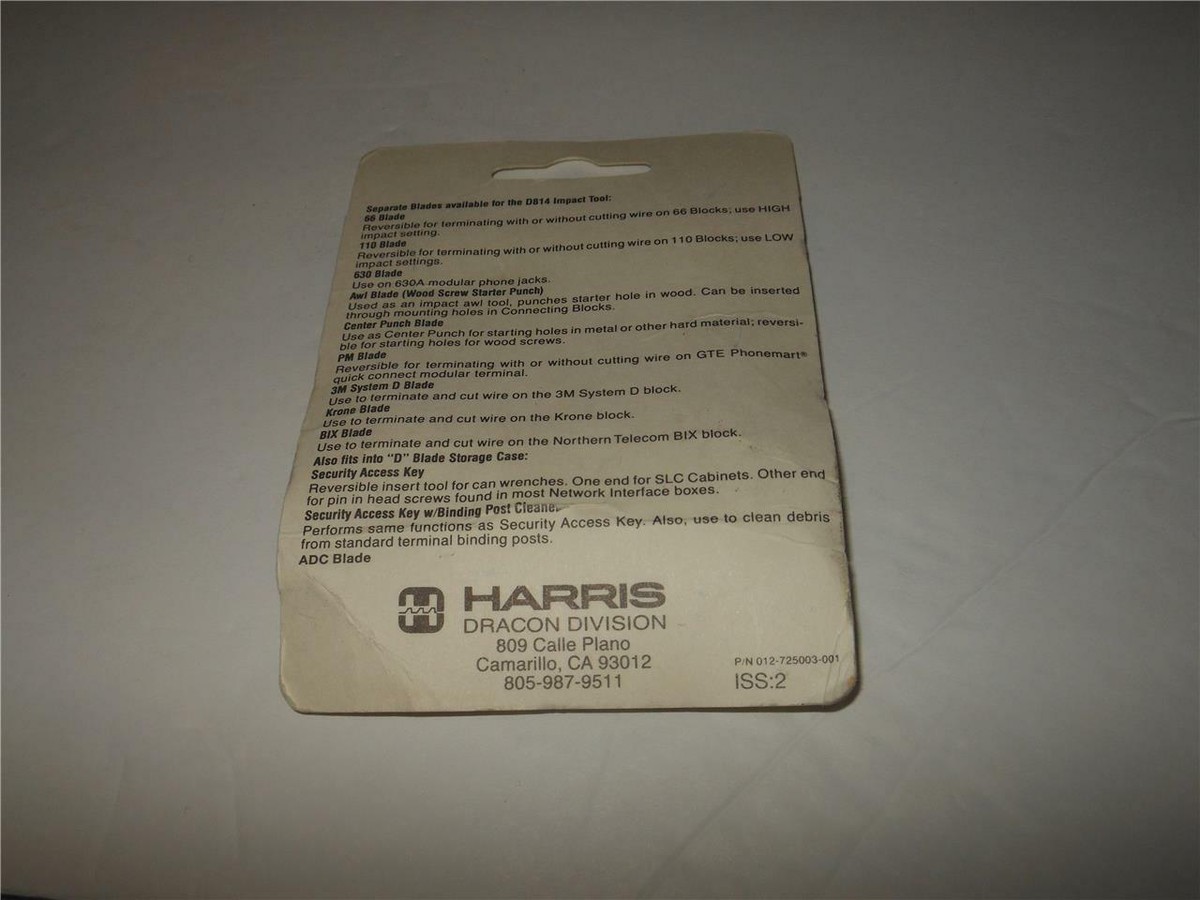 Separate Blades available for the D814 Impact Tool:
66 Blade
Reversible for terminating with or without cutting wire on 66 Blocks; use HIGH
impact setting.
110 Blade
Reversible for terminating with or without cutting wire on 110 Blocks; use LOW
impact settings.
630 Blade
Use on 630A modular phone jacks.
Awl Blade (Wood Screw Starter Punch)
Used as an impact awl tool, punches starter hole in wood. Can be inserted
through mounting holes in Connecting Blocks.
Center Punch Blade
Use as Center Punch for starting holes in metal or other hard material; reversi-
ble for starting holes for wood screws.
PM Blade
Reversible for terminating with or without cutting wire on GTE Phonemart®
quick connect modular terminal.
3M System D Blade
Use to terminate and cut wire on the 3M System D block.
Krone Blade
Use to terminate and cut wire on the Krone block.
BIX Blade
Use to terminate and cut wire on the Northern Telecom BIX block.
Also fits into "D" Blade Storage Case:
Security Access Key
Reversible insert tool for can wrenches. One end for SLC Cabinets. Other end
for pin in head screws found in most Network Interface boxes.
Security Access Key w/Binding Post Cleaner
Performs same functions as Security Access Key. Also, use to clean debris
from standard terminal binding posts.
ADC Blade
HARRIS
DRACON DIVISION
809 Calle Plano
Camarillo, CA 93012
805-987-9511
P/N 012-725003-001
ISS:2